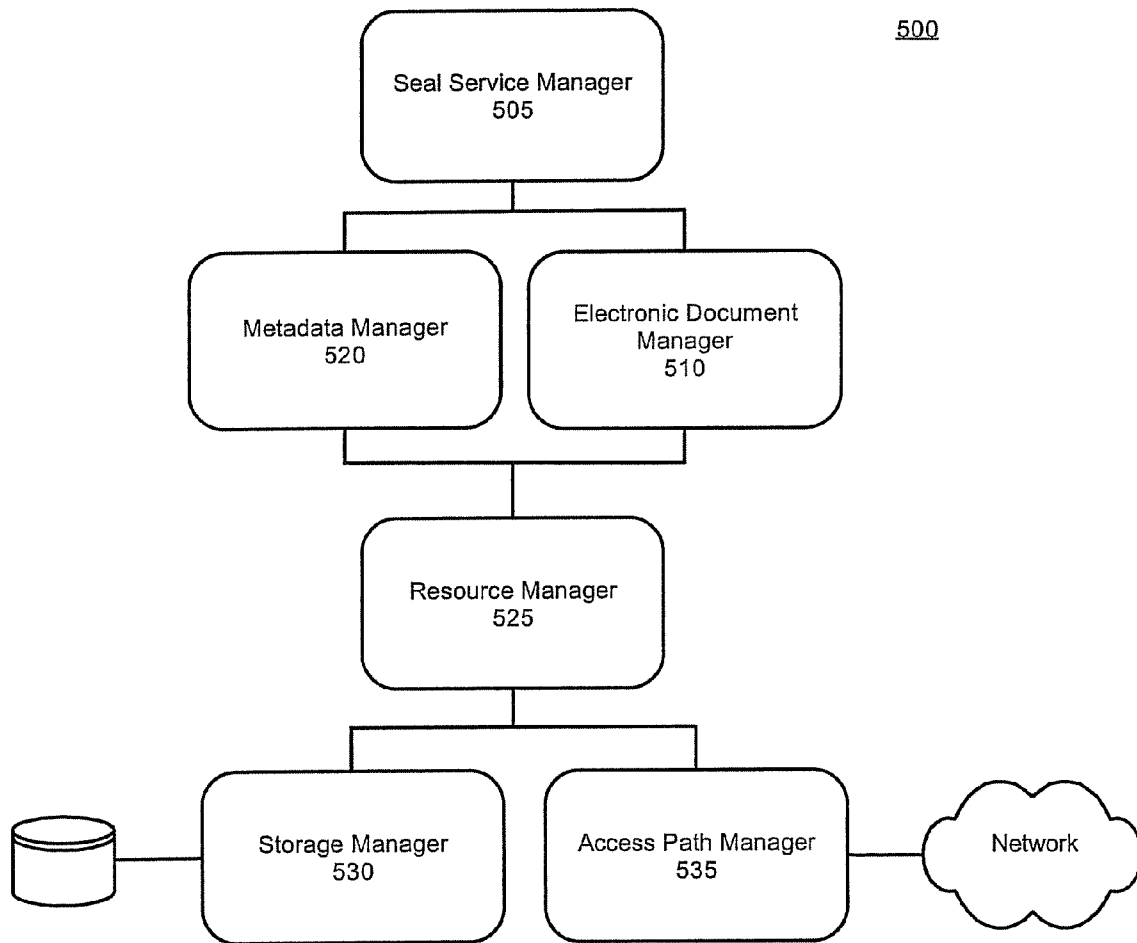 500
Seal Service Manager
505
Metadata Manager
520
Electronic Document
Manager
510
Resource Manager
525
Storage Manager
530
Access Path Manager
535
Network